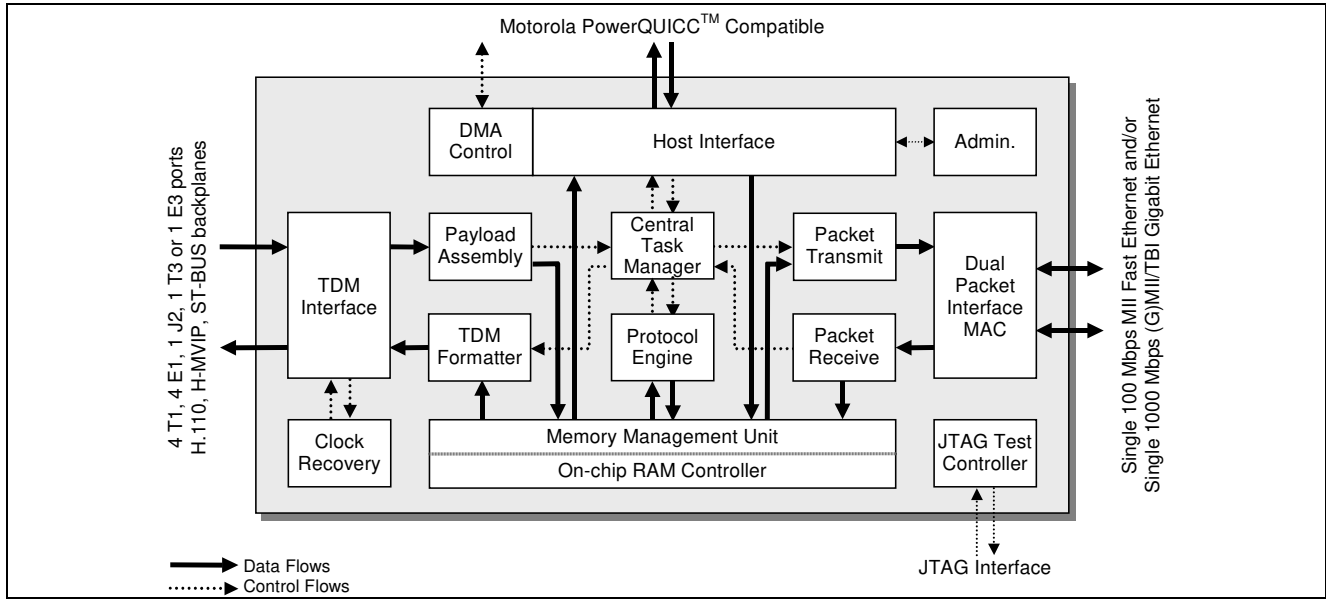 Motorola PowerQUICC™ Compatible
DMA
Control
Host Interface
Admin.
4 T1, 4 E1, 1 J2, 1 T3 or 1 E3 ports
H.110, H-MVIP, ST-BUS backplanes
TDM
Interface
Payload
Assembly
Central
Task
Manager
Packet
Transmit
Dual
Packet
Interface
MAC
Single 100 Mbps MII Fast Ethernet and/or
Single 1000 Mbps (G)MII/TBI Gigabit Ethernet
TDM
Formatter
Protocol
Engine
Packet
Receive
Clock
Recovery
Memory Management Unit
On-chip RAM Controller
JTAG Test
Controller
Data Flows
Control Flows
JTAG Interface